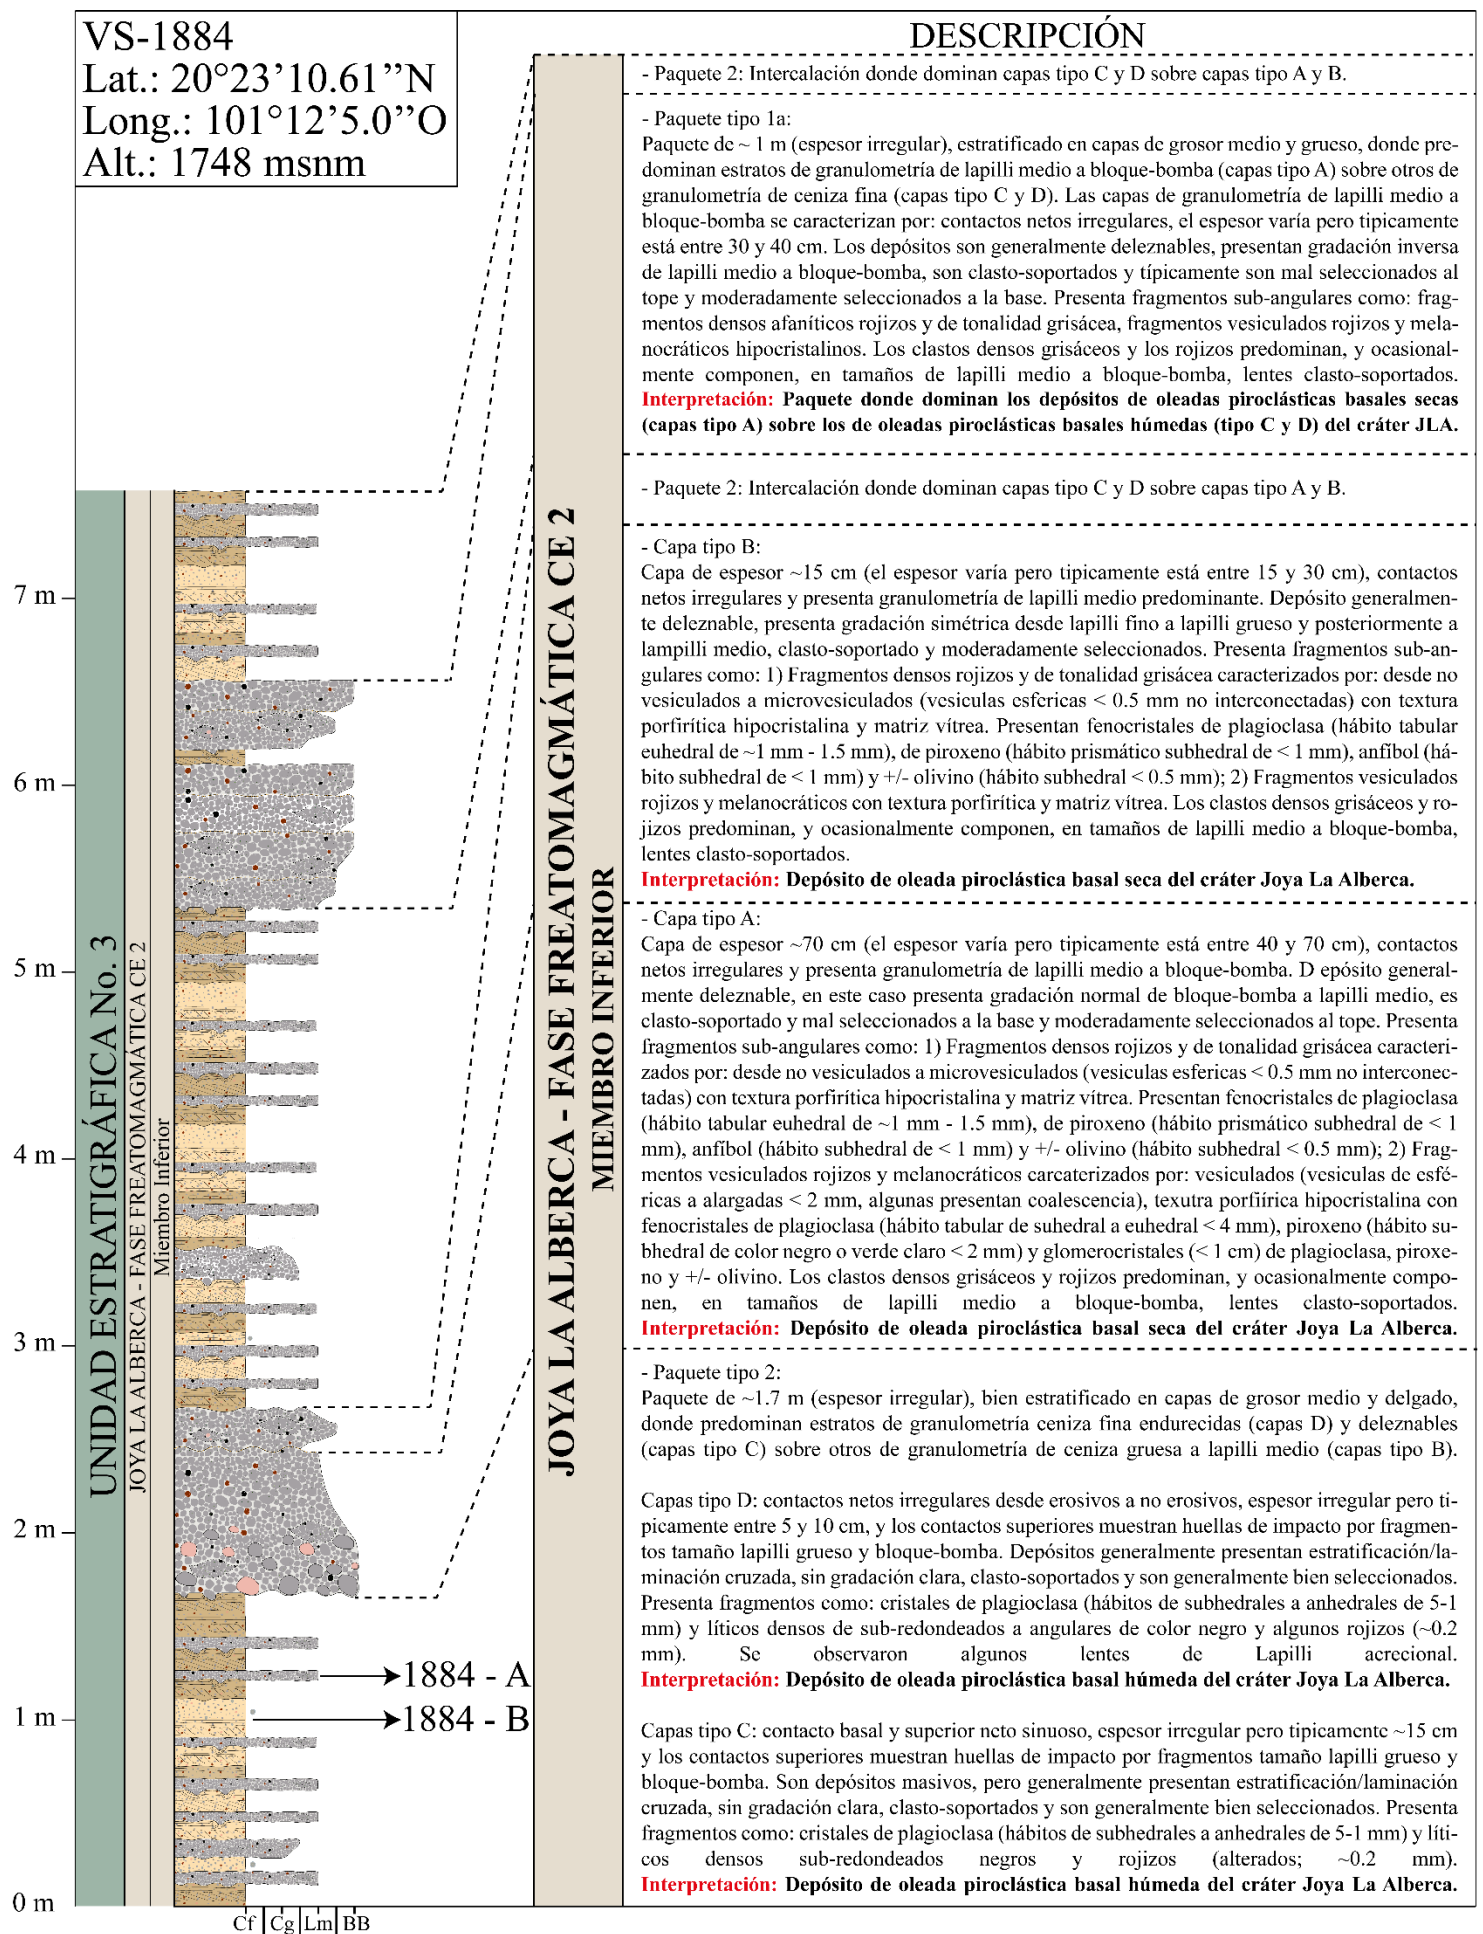 VS-1884
Lat.: 20°23’10.61’’N
Long.: 101°12’5.0’’O
Alt.: 1748 msnm
DESCRIPCIÓN
- Paquete 2: Intercalación donde dominan capas tipo C y D sobre capas tipo A y B.
- Paquete tipo 1a:
Paquete de ~ 1 m (espesor irregular), estratificado en capas de grosor medio y grueso, donde pre-
dominan estratos de granulometría de lapilli medio a bloque-bomba (capas tipo A) sobre otros de
granulometría de ceniza fina (capas tipo C y D). Las capas de granulometría de lapilli medio a
bloque-bomba se caracterizan por: contactos netos irregulares, el espesor varía pero tipicamente
está entre 30 y 40 cm. Los depósitos son generalmente deleznables, presentan gradación inversa
de lapilli medio a bloque-bomba, son clasto-soportados y típicamente son mal seleccionados al
tope y moderadamente seleccionados a la base. Presenta fragmentos sub-angulares como: frag-
mentos densos afaníticos rojizos y de tonalidad grisácea, fragmentos vesiculados rojizos y mela-
nocráticos hipocristalinos. Los clastos densos grisáceos y los rojizos predominan, y ocasional-
mente componen, en tamaños de lapilli medio a bloque-bomba, lentes clasto-soportados.
Interpretación: Paquete donde dominan los depósitos de oleadas piroclásticas basales secas
(capas tipo A) sobre los de oleadas piroclásticas basales húmedas (tipo C y D) del cráter JLA.
- Paquete 2: Intercalación donde dominan capas tipo C y D sobre capas tipo A y B.
- Capa tipo B:
Capa de espesor ~15 cm (el espesor varía pero tipicamente está entre 15 y 30 cm), contactos
netos irregulares y presenta granulometría de lapilli medio predominante. Depósito generalmen-
te deleznable, presenta gradación simétrica desde lapilli fino a lapilli grueso y posteriormente a
lampilli medio, clasto-soportado y moderadamente seleccionados. Presenta fragmentos sub-an-
gulares como: 1) Fragmentos densos rojizos y de tonalidad grisácea caracterizados por: desde no
vesiculados a microvesiculados (vesiculas esfericas < 0.5 mm no interconectadas) con textura
porfirítica hipocristalina y matriz vítrea. Presentan fenocristales de plagioclasa (hábito tabular
euhedral de ~1 mm - 1.5 mm), de piroxeno (hábito prismático subhedral de < 1 mm), anfíbol (há-
bito subhedral de < 1 mm) y +/- olivino (hábito subhedral < 0.5 mm); 2) Fragmentos vesiculados
rojizos y melanocráticos con textura porfirítica y matriz vítrea. Los clastos densos grisáceos y ro-
jizos predominan, y ocasionalmente componen, en tamaños de lapilli medio a bloque-bomba,
lentes clasto-soportados.
Interpretación: Depósito de oleada piroclástica basal seca del cráter Joya La Alberca.
- Capa tipo A:
Capa de espesor ~70 cm (el espesor varía pero tipicamente está entre 40 y 70 cm), contactos
netos irregulares y presenta granulometría de lapilli medio a bloque-bomba. D epósito general-
mente deleznable, en este caso presenta gradación normal de bloque-bomba a lapilli medio, es
clasto-soportado y mal seleccionados a la base y moderadamente seleccionados al tope. Presenta
fragmentos sub-angulares como: 1) Fragmentos densos rojizos y de tonalidad grisácea caracteri-
zados por: desde no vesiculados a microvesiculados (vesiculas esfericas < 0.5 mm no interconec-
tadas) con textura porfirítica hipocristalina y matriz vítrea. Presentan fenocristales de plagioclasa
(hábito tabular euhedral de ~1 mm - 1.5 mm), de piroxeno (hábito prismático subhedral de < 1
mm), anfíbol (hábito subhedral de < 1 mm) y +/- olivino (hábito subhedral < 0.5 mm); 2) Frag-
mentos vesiculados rojizos y melanocráticos carcaterizados por: vesiculados (vesiculas de esfé-
ricas a alargadas < 2 mm, algunas presentan coalescencia), texutra porfiírica hipocristalina con
fenocristales de plagioclasa (hábito tabular de suhedral a euhedral < 4 mm), piroxeno (hábito su-
bhedral de color negro o verde claro < 2 mm) y glomerocristales (< 1 cm) de plagioclasa, piroxe-
no y +/- olivino. Los clastos densos grisáceos y rojizos predominan, y ocasionalmente compo-
nen, en tamaños de lapilli medio a bloque-bomba, lentes clasto-soportados.
Interpretación: Depósito de oleada piroclástica basal seca del cráter Joya La Alberca.
- Paquete tipo 2:
Paquete de ~1.7 m (espesor irregular), bien estratificado en capas de grosor medio y delgado,
donde predominan estratos de granulometría ceniza fina endurecidas (capas D) y deleznables
(capas tipo C) sobre otros de granulometría de ceniza gruesa a lapilli medio (capas tipo B).
Capas tipo D: contactos netos irregulares desde erosivos a no erosivos, espesor irregular pero ti-
picamente entre 5 y 10 cm, y los contactos superiores muestran huellas de impacto por fragmen-
tos tamaño lapilli grueso y bloque-bomba. Depósitos generalmente presentan estratificación/la-
minación cruzada, sin gradación clara, clasto-soportados y son generalmente bien seleccionados.
Presenta fragmentos como: cristales de plagioclasa (hábitos de subhedrales a anhedrales de 5-1
mm) y líticos densos de sub-redondeados a angulares de color negro y algunos rojizos (~0.2
mm). Se observaron algunos lentes de Lapilli acrecional.
Interpretación: Depósito de oleada piroclástica basal húmeda del cráter Joya La Alberca.
Capas tipo C: contacto basal y superior neto sinuoso, espesor irregular pero tipicamente ~15 cm
y los contactos superiores muestran huellas de impacto por fragmentos tamaño lapilli grueso y
bloque-bomba. Son depósitos masivos, pero generalmente presentan estratificación/laminación
cruzada, sin gradación clara, clasto-soportados y son generalmente bien seleccionados. Presenta
fragmentos como: cristales de plagioclasa (hábitos de subhedrales a anhedrales de 5-1 mm) y líti-
cos densos sub-redondeados negros y rojizos (alterados; ~0.2 mm).
Interpretación: Depósito de oleada piroclástica basal húmeda del cráter Joya La Alberca.
JOYA LA ALBERCA - FASE FREATOMAGMÁTICA CE 2
MIEMBRO INFERIOR
UNIDAD ESTRATIGRÁFICA No. 3
JOYA LA ALBERCA - FASE FREATOMAGMÁTICA CE 2
Miembro Inferior
7 m
6 m
5 m
4 m
3 m
2 m
1 m
0 m
1884 - A
1884 - B
Cf Cg Lm BB